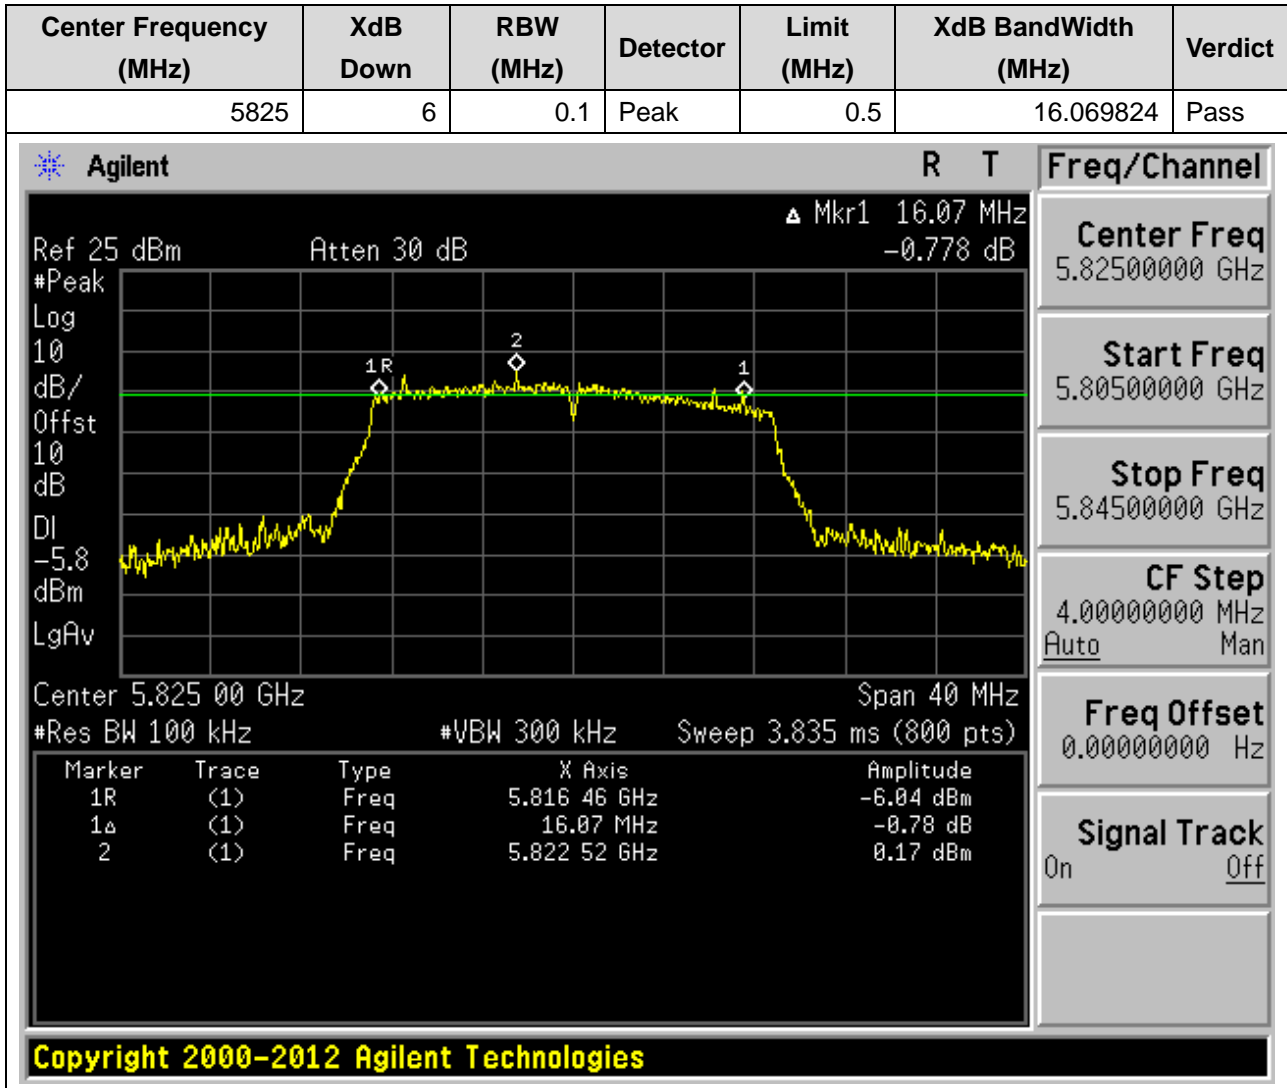 Center Frequency (MHz) XdB Down RBW (MHz) Detector Limit (MHz) XdB BandWidth (MHz) Verdict
5825 6 0.1 Peak 0.5 16.069824 Pass
Agilent R T
Δ Mkr1 16.07 MHz
Ref 25 dBm Atten 30 dB -0.778 dB
#Peak
Log
10
dB/
Offst
10
dB
DI
-5.8
dBm
LgAv
1R
2
1
Center 5.825 00 GHz Span 40 MHz
#Res BW 100 kHz #VBW 300 kHz Sweep 3.835 ms (800 pts)
Marker Trace Type X Axis Amplitude
1R (1) Freq 5.816 46 GHz -6.04 dBm
1Δ (1) Freq 16.07 MHz -0.78 dB
2 (1) Freq 5.822 52 GHz 0.17 dBm
Freq/Channel
Center Freq
5.82500000 GHz
Start Freq
5.80500000 GHz
Stop Freq
5.84500000 GHz
CF Step
4.00000000 MHz
Auto Man
Freq Offset
0.00000000 Hz
Signal Track
On Off
Copyright 2000-2012 Agilent Technologies